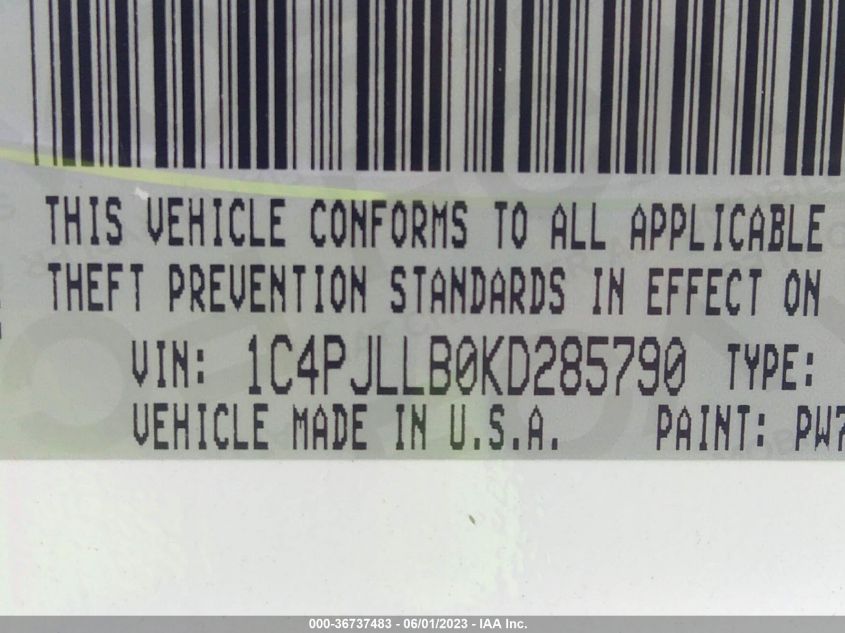 THIS VEHICLE CONFORMS TO ALL APPLICABLE
THEFT PREVENTION STANDARDS IN EFFECT ON
VIN: 1C4PJLLB0KD285790 TYPE:
VEHICLE MADE IN U.S.A. PAINT: PW7
000-36737483 - 06/01/2023 - IAA Inc.